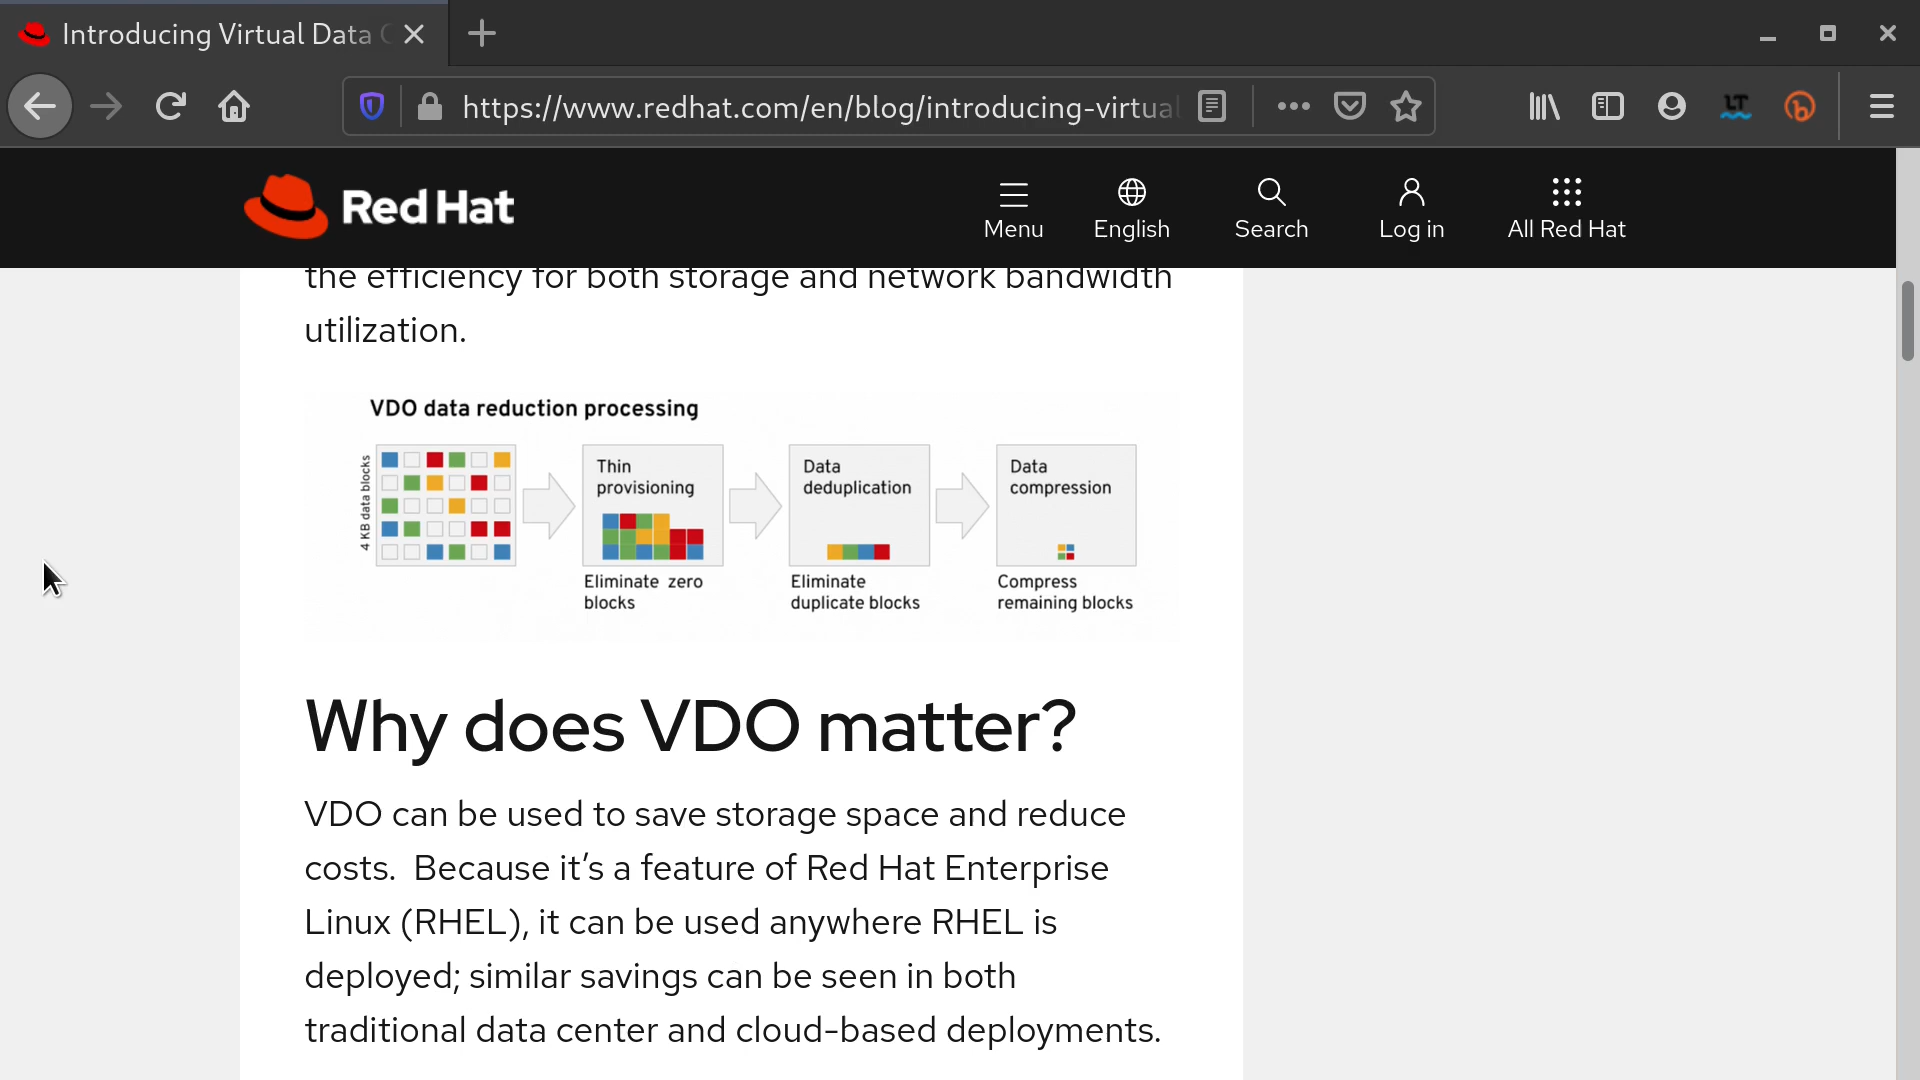 Introducing Virtual Data
https://www.redhat.com/en/blog/introducing-virtual
LT
b
Red Hat
Menu
English
Search
Log in
All Red Hat
the efficiency for both storage and network bandwidth
utilization.
VDO data reduction processing
4 KB data blocks
Thin
provisioning
Eliminate zero
blocks
Data
deduplication
Eliminate
duplicate blocks
Data
compression
Compress
remaining blocks
Why does VDO matter?
VDO can be used to save storage space and reduce
costs.  Because it’s a feature of Red Hat Enterprise
Linux (RHEL), it can be used anywhere RHEL is
deployed; similar savings can be seen in both
traditional data center and cloud-based deployments.